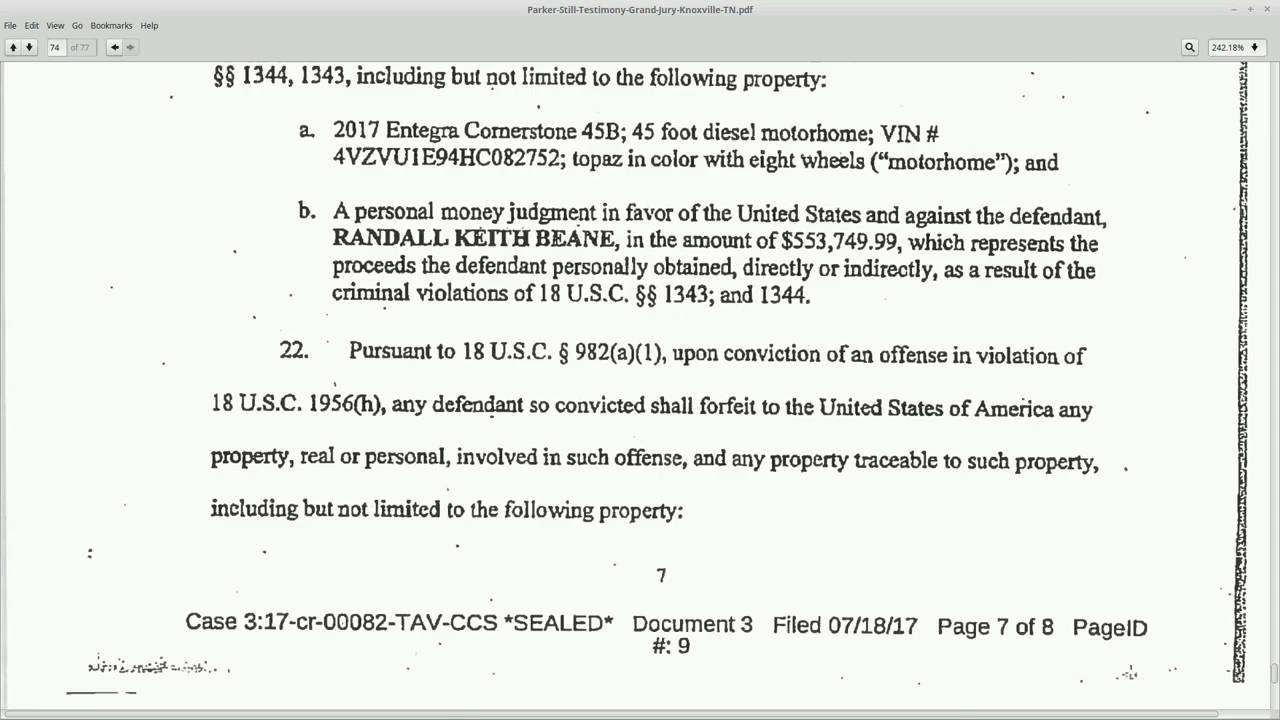 Parker-Still-Testimony-Grand-Jury-Knoxville-TN.pdf
File Edit View Go Bookmarks Help
74 of 77 242.18%
§§ 1344, 1343, including but not limited to the following property:
a. 2017 Entegra Cornerstone 45B; 45 foot diesel motorhome; VIN #
4VZVU1E94HC082752; topaz in color with eight wheels (“motorhome”); and
b. A personal money judgment in favor of the United States and against the defendant,
RANDALL KEITH BEANE, in the amount of $553,749.99, which represents the
proceeds the defendant personally obtained, directly or indirectly, as a result of the
criminal violations of 18 U.S.C. §§ 1343; and 1344.
22. Pursuant to 18 U.S.C. § 982(a)(1), upon conviction of an offense in violation of
18 U.S.C. 1956(h), any defendant so convicted shall forfeit to the United States of America any
property, real or personal, involved in such offense, and any property traceable to such property,
including but not limited to the following property:
7
Case 3:17-cr-00082-TAV-CCS *SEALED* Document 3 Filed 07/18/17 Page 7 of 8 PageID
#: 9